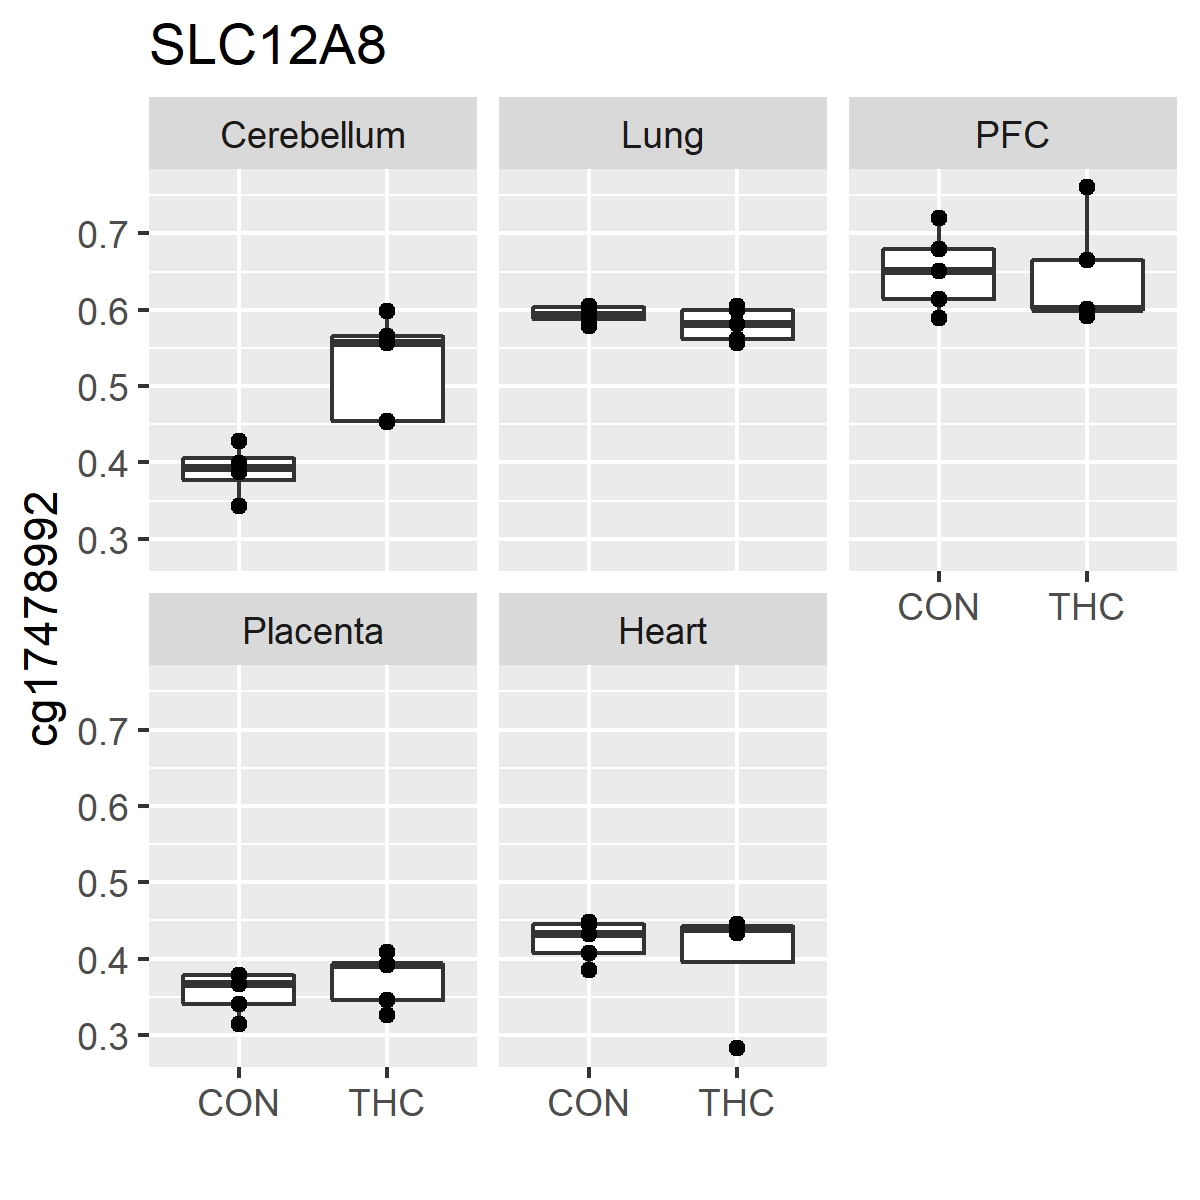 SLC12A8
Cerebellum
Lung
PFC
0.7
0.6
0.5
0.4
0.3
CON
THC
cg17478992
Placenta
Heart
0.7
0.6
0.5
0.4
0.3
CON
THC
CON
THC